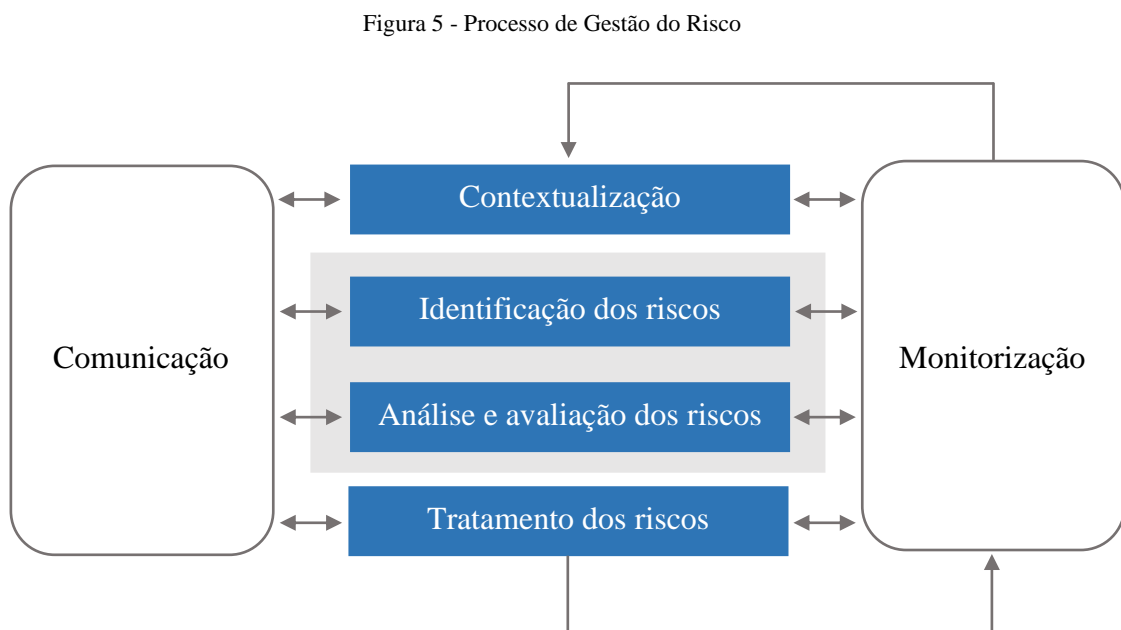 Figura 5 - Processo de Gestão do Risco
Contextualização
Identificação dos riscos
Comunicação
Monitorização
Análise e avaliação dos riscos
Tratamento dos riscos